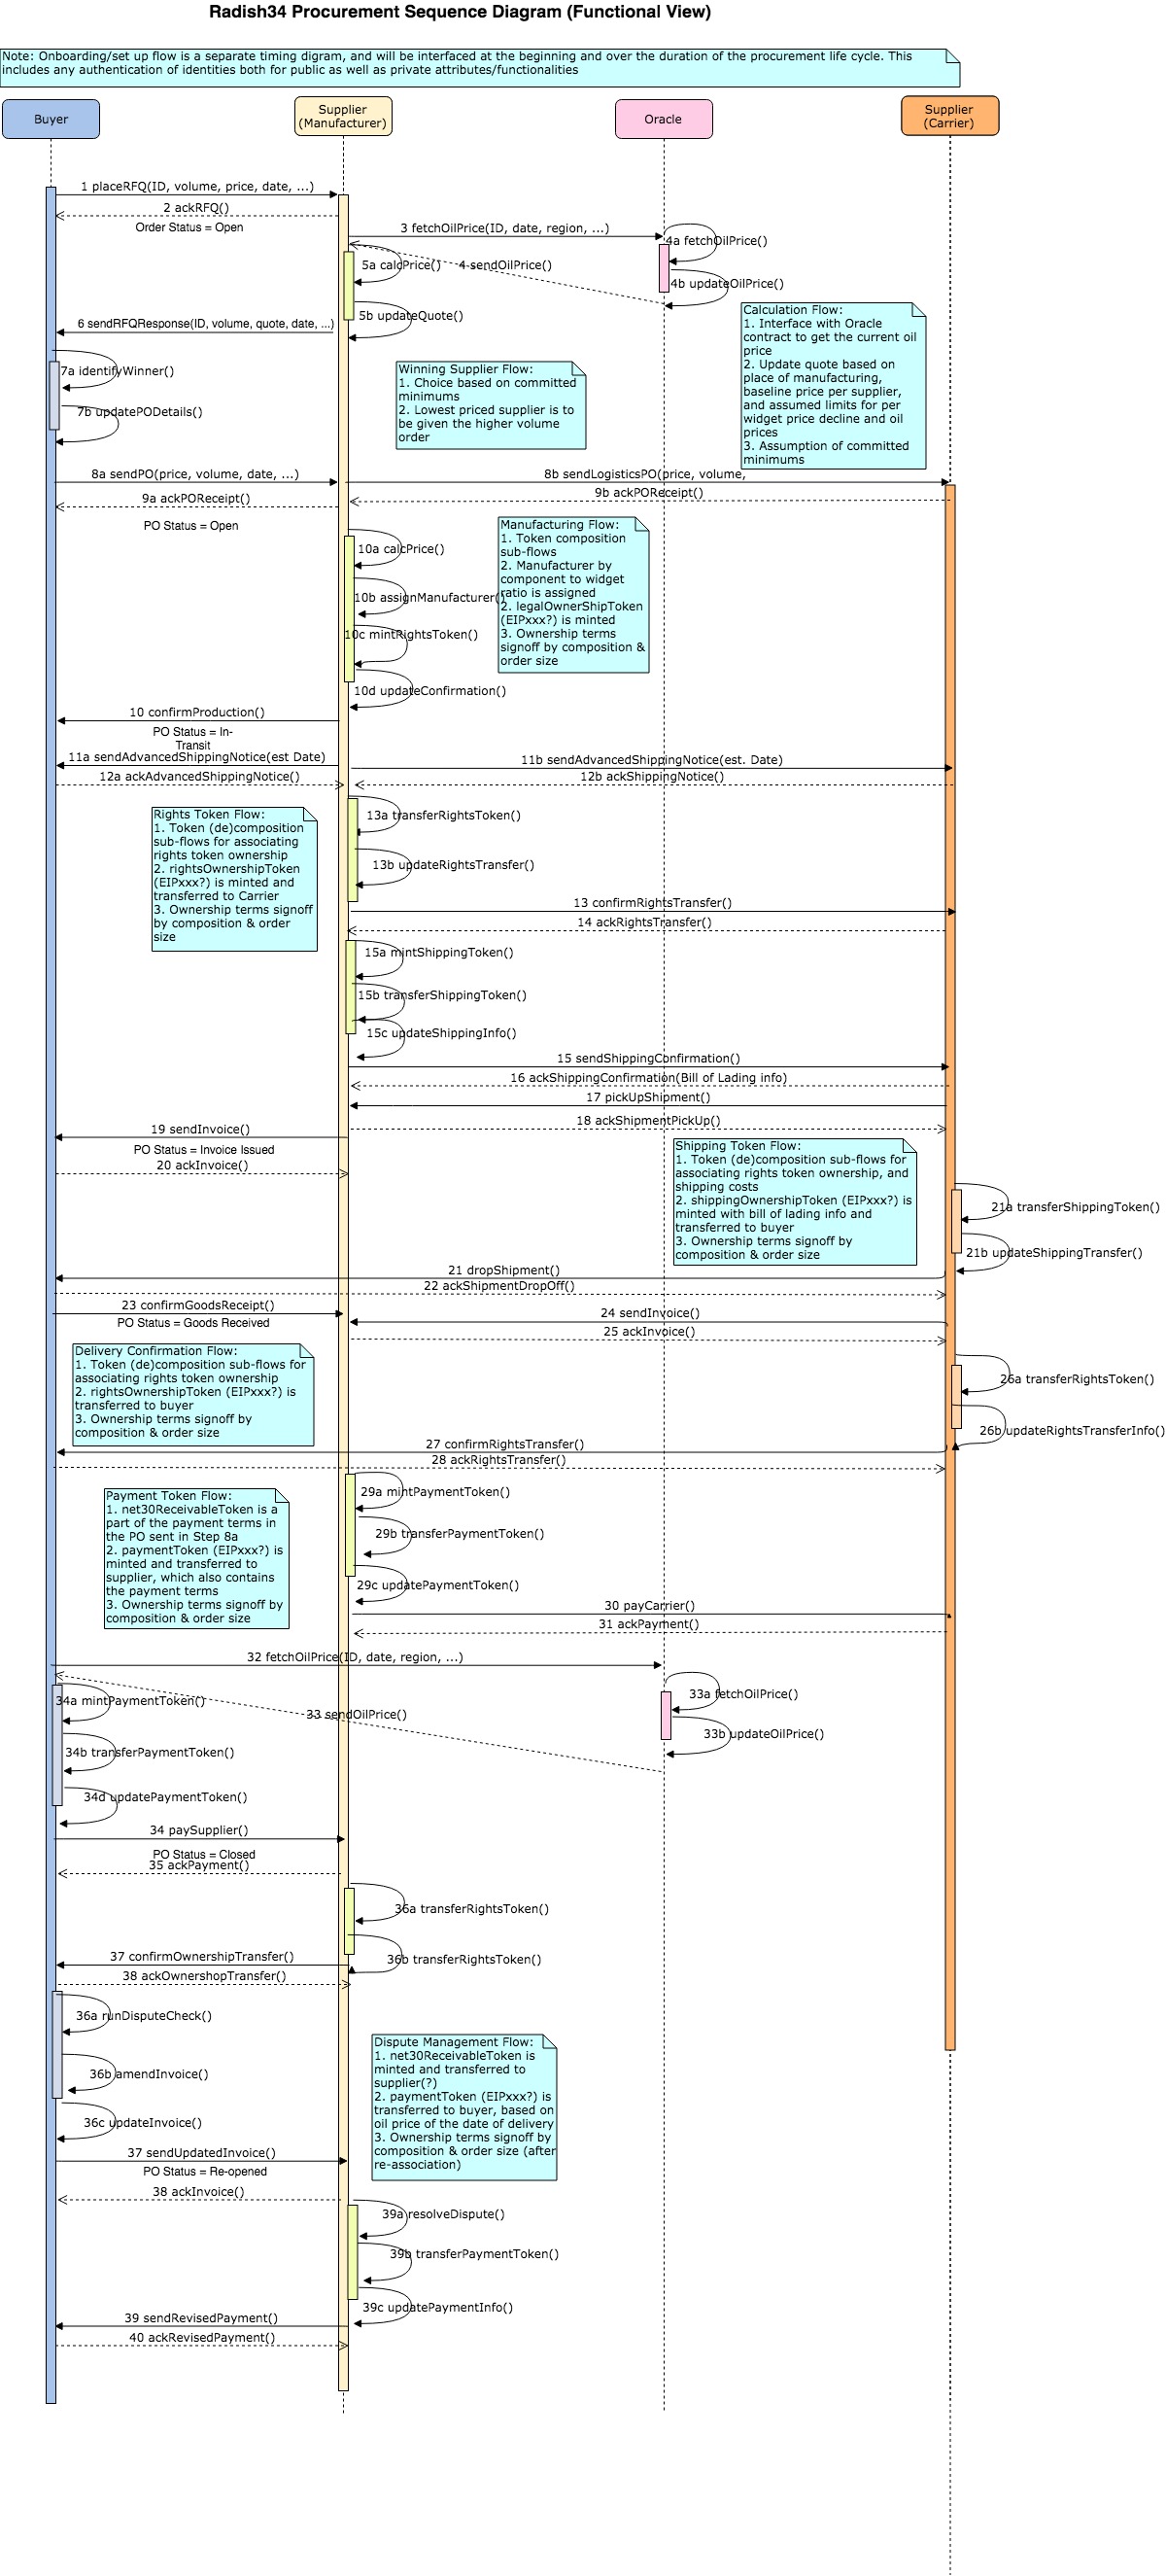 Radish34 Procurement Sequence Diagram (Functional View)
Note: Onboarding/set up flow is a separate timing digram, and will be interfaced at the beginning and over the duration of the procurement life cycle. This
includes any authentication of identities both for public as well as private attributes/functionalities
Buyer
Supplier
(Manufacturer)
Oracle
Supplier
(Carrier)
1 placeRFQ(ID, volume, price, date, ...)
2 ackRFQ()
Order Status = Open
3 fetchOilPrice(ID, date, region, ...)
4a fetchOilPrice()
5a calcPrice()
4 sendOilPrice()
4b updateOilPrice()
5b updateQuote()
6 sendRFQResponse(ID, volume, quote, date, ...)
Calculation Flow:
1. Interface with Oracle
contract to get the current oil
price
2. Update quote based on
place of manufacturing,
baseline price per supplier,
and assumed limits for per
widget price decline and oil
prices
3. Assumption of committed
minimums
7a identifyWinner()
7b updatePODetails()
Winning Supplier Flow:
1. Choice based on committed
minimums
2. Lowest priced supplier is to
be given the higher volume
order
8a sendPO(price, volume, date, ...)
8b sendLogisticsPO(price, volume,
9a ackPOReceipt()
9b ackPOReceipt()
PO Status = Open
10a calcPrice()
10b assignManufacturer()
10c mintRightsToken()
10d updateConfirmation()
Manufacturing Flow:
1. Token composition
sub-flows
2. Manufacturer by
component to widget
ratio is assigned
2. legalOwnerShipToken
(EIPxxx?) is minted
3. Ownership terms
signoff by composition &
order size
10 confirmProduction()
PO Status = In-
Transit
11a sendAdvancedShippingNotice(est Date)
11b sendAdvancedShippingNotice(est. Date)
12a ackAdvancedShippingNotice()
12b ackShippingNotice()
Rights Token Flow:
1. Token (de)composition
sub-flows for associating
rights token ownership
2. rightsOwnershipToken
(EIPxxx?) is minted and
transferred to Carrier
3. Ownership terms signoff
by composition & order
size
13a transferRightsToken()
13b updateRightsTransfer()
13 confirmRightsTransfer()
14 ackRightsTransfer()
15a mintShippingToken()
15b transferShippingToken()
15c updateShippingInfo()
15 sendShippingConfirmation()
16 ackShippingConfirmation(Bill of Lading info)
17 pickUpShipment()
18 ackShipmentPickUp()
19 sendInvoice()
PO Status = Invoice Issued
20 ackInvoice()
Shipping Token Flow:
1. Token (de)composition sub-flows for
associating rights token ownership, and
shipping costs
2. shippingOwnershipToken (EIPxxx?) is
minted with bill of lading info and
transferred to buyer
3. Ownership terms signoff by
composition & order size
21a transferShippingToken()
21b updateShippingTransfer()
21 dropShipment()
22 ackShipmentDropOff()
23 confirmGoodsReceipt()
PO Status = Goods Received
24 sendInvoice()
25 ackInvoice()
Delivery Confirmation Flow:
1. Token (de)composition sub-flows for
associating rights token ownership
2. rightsOwnershipToken (EIPxxx?) is
transferred to buyer
3. Ownership terms signoff by
composition & order size
26a transferRightsToken()
26b updateRightsTransferInfo()
27 confirmRightsTransfer()
28 ackRightsTransfer()
Payment Token Flow:
1. net30ReceivableToken is a
part of the payment terms in
the PO sent in Step 8a
2. paymentToken (EIPxxx?) is
minted and transferred to
supplier, which also contains
the payment terms
3. Ownership terms signoff by
composition & order size
29a mintPaymentToken()
29b transferPaymentToken()
29c updatePaymentToken()
30 payCarrier()
31 ackPayment()
32 fetchOilPrice(ID, date, region, ...)
33a fetchOilPrice()
33 sendOilPrice()
33b updateOilPrice()
34a mintPaymentToken()
34b transferPaymentToken()
34d updatePaymentToken()
34 paySupplier()
PO Status = Closed
35 ackPayment()
36a transferRightsToken()
36b transferRightsToken()
37 confirmOwnershipTransfer()
38 ackOwnershopTransfer()
36a runDisputeCheck()
36b amendInvoice()
36c updateInvoice()
Dispute Management Flow:
1. net30ReceivableToken is
minted and transferred to
supplier(?)
2. paymentToken (EIPxxx?) is
transferred to buyer, based on
oil price of the date of delivery
3. Ownership terms signoff by
composition & order size (after
re-association)
37 sendUpdatedInvoice()
PO Status = Re-opened
38 ackInvoice()
39a resolveDispute()
39b transferPaymentToken()
39c updatePaymentInfo()
39 sendRevisedPayment()
40 ackRevisedPayment()